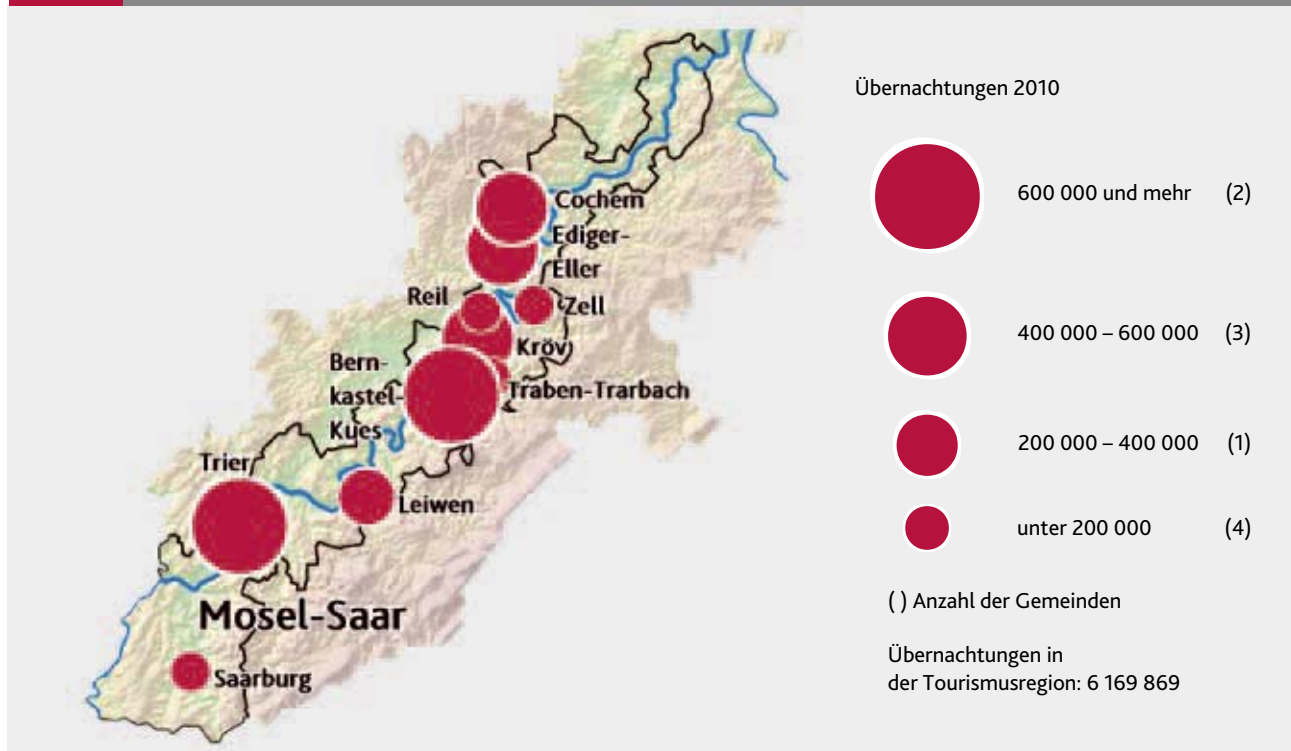 Cochem
Ediger-
Eller
Reil
Zell
Kröv
Bern-
kastel-
Kues
Traben-Trarbach
Trier
Leiwen
Mosel-Saar
Saarburg
Übernachtungen 2010
600 000 und mehr (2)
400 000 – 600 000 (3)
200 000 – 400 000 (1)
unter 200 000 (4)
( ) Anzahl der Gemeinden
Übernachtungen in
der Tourismusregion: 6 169 869